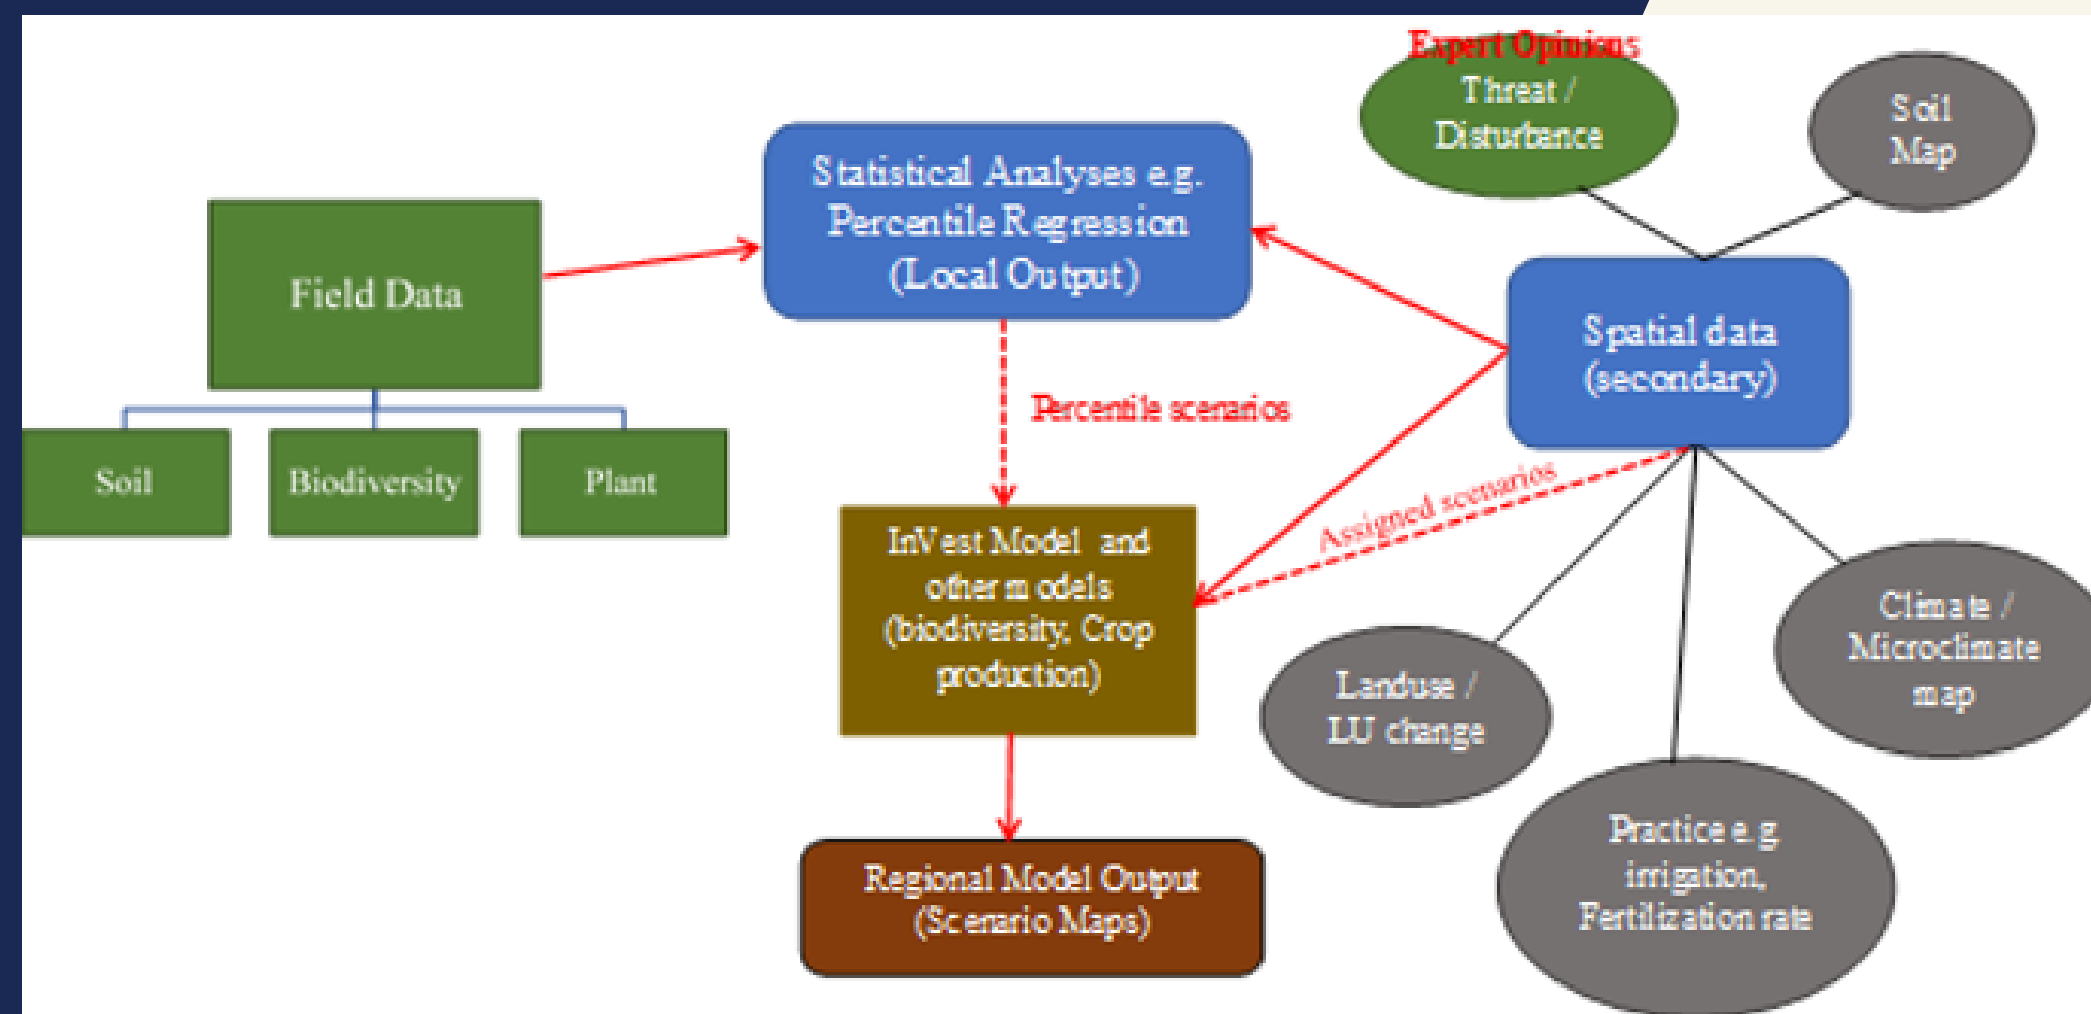 Expert Opinions
Threat /
Disturbance
Soil
Map
Statistical Analyses e.g.
Percentile Regression
(Local Output)
Field Data
Spatial data
(secondary)
Percentile scenarios
Soil
Biodiversity
Plant
Assigned scenarios
InVest Model and
other models
(biodiversity, Crop
production)
Climate /
Microclimate
map
Landuse /
LU change
Practice e.g.
irrigation,
Fertilization rate
Regional Model Output
(Scenario Maps)